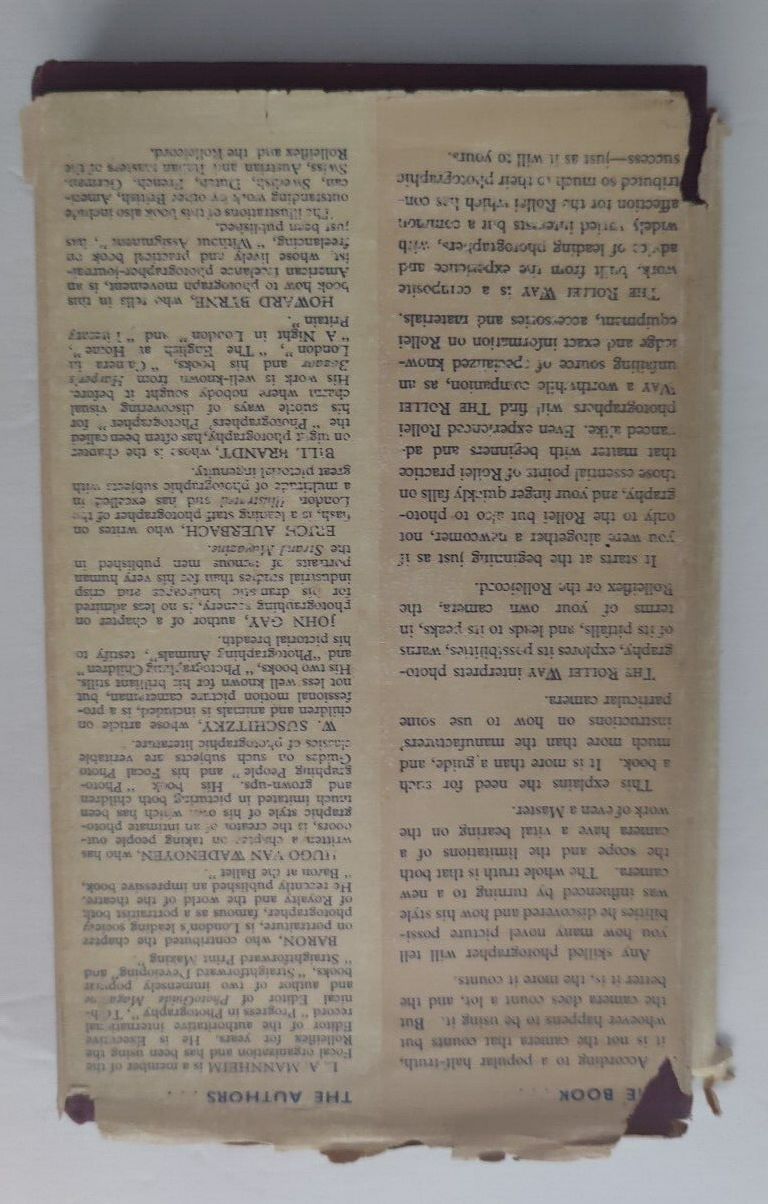 HE BOOK . . . .
According to a popular half-truth,
it is not the camera that counts but
whoever happens to be using it. But
the camera does count a lot, and the
better it is, the more it counts.
Any skilled photographer will tell
you how many novel picture possi-
bilities he discovered and how his style
was influenced by turning to a new
camera. The whole truth is that both
the scope and the limitations of a
camera have a vital bearing on the
work of even a Master.
This explains the need for such
a book. It is more than a guide, and
much more than the manufacturers'
instructions on how to use some
particular camera.
THE ROLLEI WAY interprets photo-
graphy, explores its possibilities, warns
of its pitfalls, and leads to its peaks, in
terms of your own camera, the
Rolleiflex or the Rolleicord.
It starts at the beginning just as if
you were altogether a newcomer, not
only to the Rollei but also to photo-
graphy, and your finger quickly falls on
those essential points of Rollei practice
that matter with beginners and ad-
vanced alike. Even experienced Rollei
photographers will find THE ROLLEI
WAY a worthwhile companion, as an
unfailing source of specialized know-
ledge and exact information on Rollei
equipment, accessories and materials.
THE ROLLEI WAY is a composite
work, built from the experience and
advice of leading photographers, with
widely varied interests but a common
affection for the Rollei which has con-
tributed so much to their photographic
success—just as it will to yours.
THE AUTHORS . . . .
L. A. MANNHEIM is a member of the
Focal organization and has been using the
Rolleiflex for years. He is Executive
Editor of the authoritative international
record "Progress in Photography", Tech-
nical Editor of PhotoGuide Magazine
and author of two immensely popular
books, "Straightforward Developing" and
"Straightforward Print Making".
BARON, who contributed the chapter
on portraiture, is London's leading society
photographer, famous as a portraitist both
of Royalty and the world of the theatre.
He recently published an impressive book,
"Baron at the Ballet".
HUGO VAN WADENOYEN, who has
written a chapter on taking people out-
doors, is the creator of an intimate photo-
graphic style of his own which has been
much imitated in picturing both children
and grown-ups. His book "Photo-
graphing People" and his Focal Photo
Guides on such subjects are veritable
classics of photographic literature.
W. SUSCHITZKY, whose article on
children and animals is included, is a pro-
fessional motion picture cameraman, but
not less well known for his brilliant stills.
His two books, "Photographing Children"
and "Photographing Animals", testify to
his pictorial breadth.
JOHN GAY, author of a chapter on
photographing scenery, is no less admired
for his dramatic landscapes and crisp
industrial studies than for his very human
portraits of famous men published in
the Strand Magazine.
ERICH AUERBACH, who writes on
flash, is a leading staff photographer of the
London Illustrated and has excelled in
a multitude of photographic subjects with
great pictorial ingenuity.
BILL BRANDT, whose is the chapter
on night photography, has often been called
the "Photographers' Photographer" for
his subtle ways of discovering visual
charm where nobody sought it before.
His work is well-known from Harper's
Bazaar and his books, "Camera in
London", "The English at Home",
"A Night in London" and "Literary
Britain".
HOWARD BYRNE, who tells in this
book how to photograph movement, is an
American freelance photographer-journal-
ist, whose lively and practical book on
freelancing, "Without Assignment", has
just been published.
The illustrations of this book also include
outstanding work by other British, Ameri-
can, Swedish, Dutch, French, German,
Swiss, Austrian and Italian masters of the
Rolleiflex and the Rolleicord.